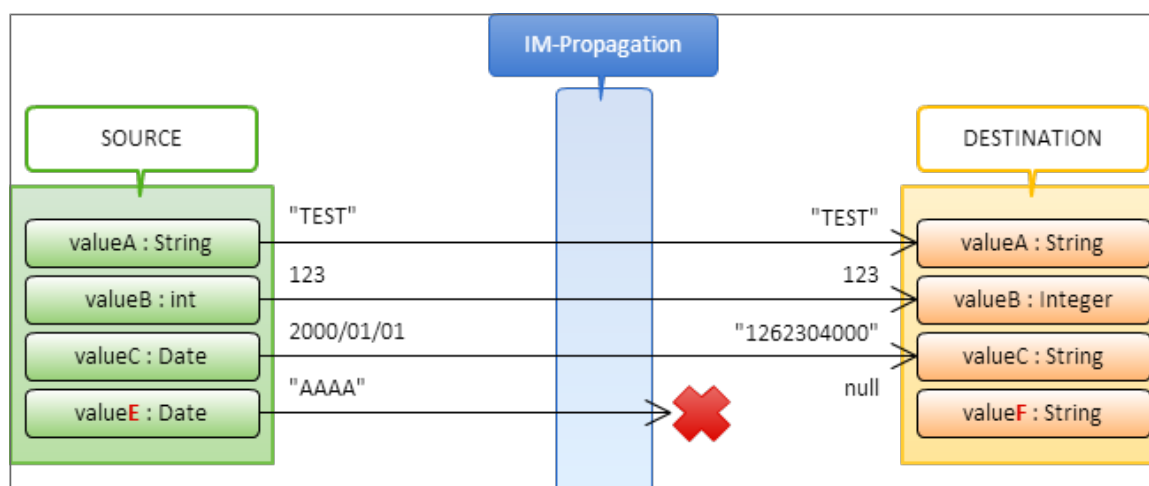 IM-Propagation
SOURCE
DESTINATION
"TEST"
"TEST"
valueA : String
valueA : String
123
123
valueB : int
valueB : Integer
2000/01/01
"1262304000"
valueC : Date
valueC : String
"AAAA"
null
valueE : Date
valueF : String